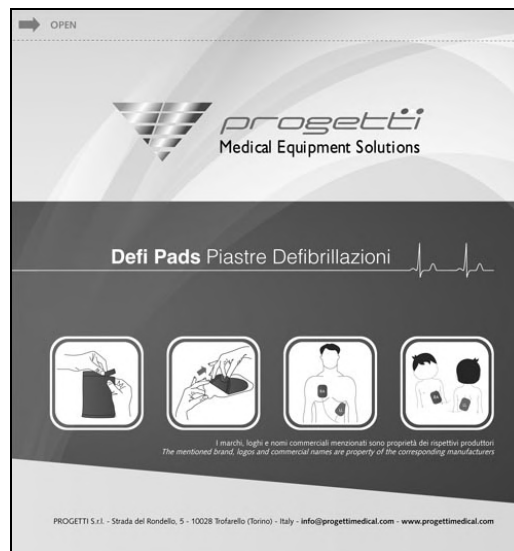 OPEN
progetti
Medical Equipment Solutions
Defi Pads Piastre Defibrillazioni
I marchi, loghi e nomi commerciali menzionati sono proprietà dei rispettivi produttori
The mentioned brand, logos and commercial names are property of the corresponding manufacturers
PROGETTI S.r.l. - Strada del Rondello, 5 - 10028 Trofarello (Torino) - Italy - info@progettimedical.com - www.progettimedical.com